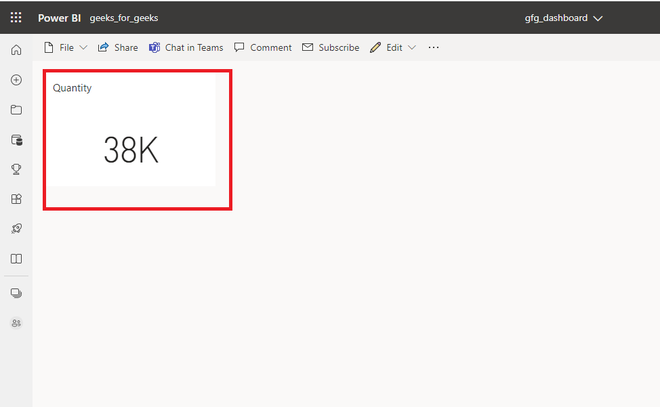 Power BI geeks_for_geeks gfg_dashboard
File Share Chat in Teams Comment Subscribe Edit ...
Quantity
38K